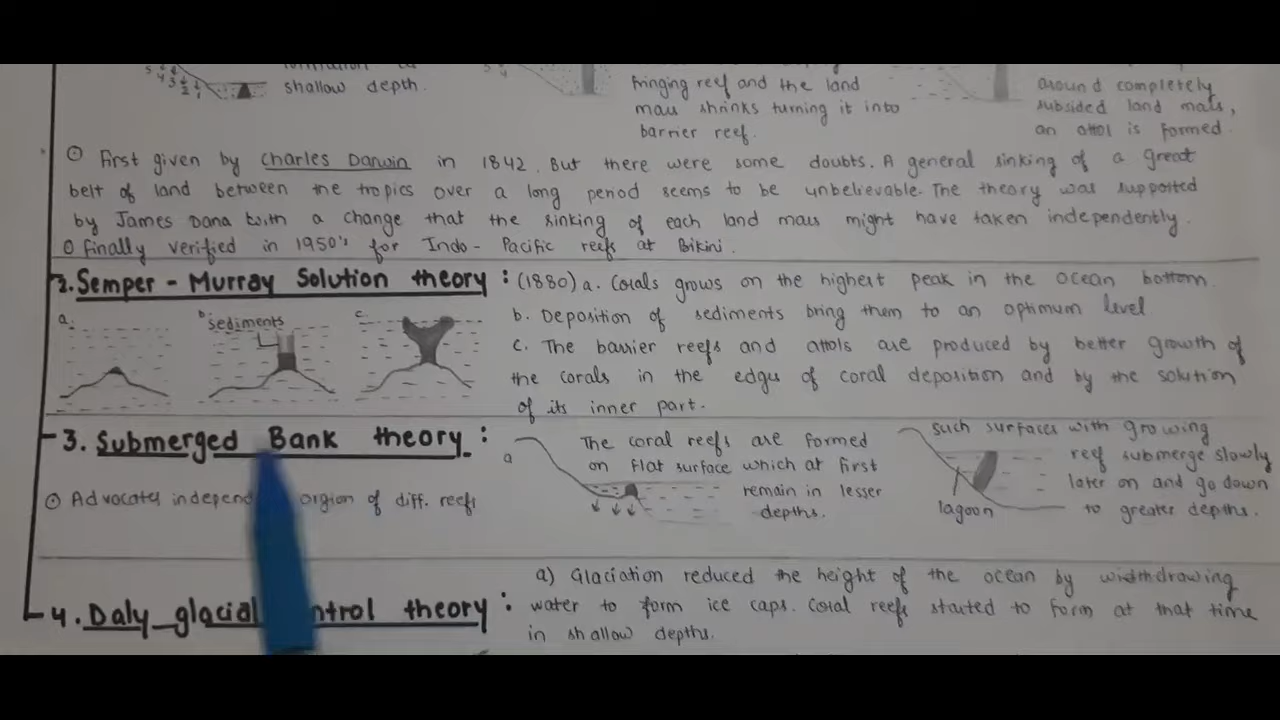 shallow depth.
fringing reef and the land
mass shrinks turning it into
barrier reef.
around completely
subsided land mass,
an attol is formed.
First given by Charles Darwin in 1842. But there were some doubts. A general sinking of a great
belt of land between the tropics over a long period seems to be unbelievable. The theory was supported
by James Dana with a change that the sinking of each land mass might have taken independently.
Finally verified in 1950's for Indo-Pacific reefs at Bikini.
2. Semper - Murray Solution theory : (1880) a. Corals grows on the highest peak in the ocean bottom.
b. Deposition of sediments bring them to an optimum level
c. The barrier reefs and attols are produced by better growth of
the corals in the edges of coral deposition and by the solution
of its inner part.
a.
b sediments
c.
3. Submerged Bank theory :
Advocates orgion of diff. reefs
a
The coral reefs are formed
on flat surface which at first
remain in lesser
depths.
such surfaces with growing
reef submerge slowly
later on and go down
to greater depths.
lagoon
4. Daly glacial theory :
a) Glaciation reduced the height of the ocean by widthdrawing
water to form ice caps. Coral reefs started to form at that time
in shallow depths.